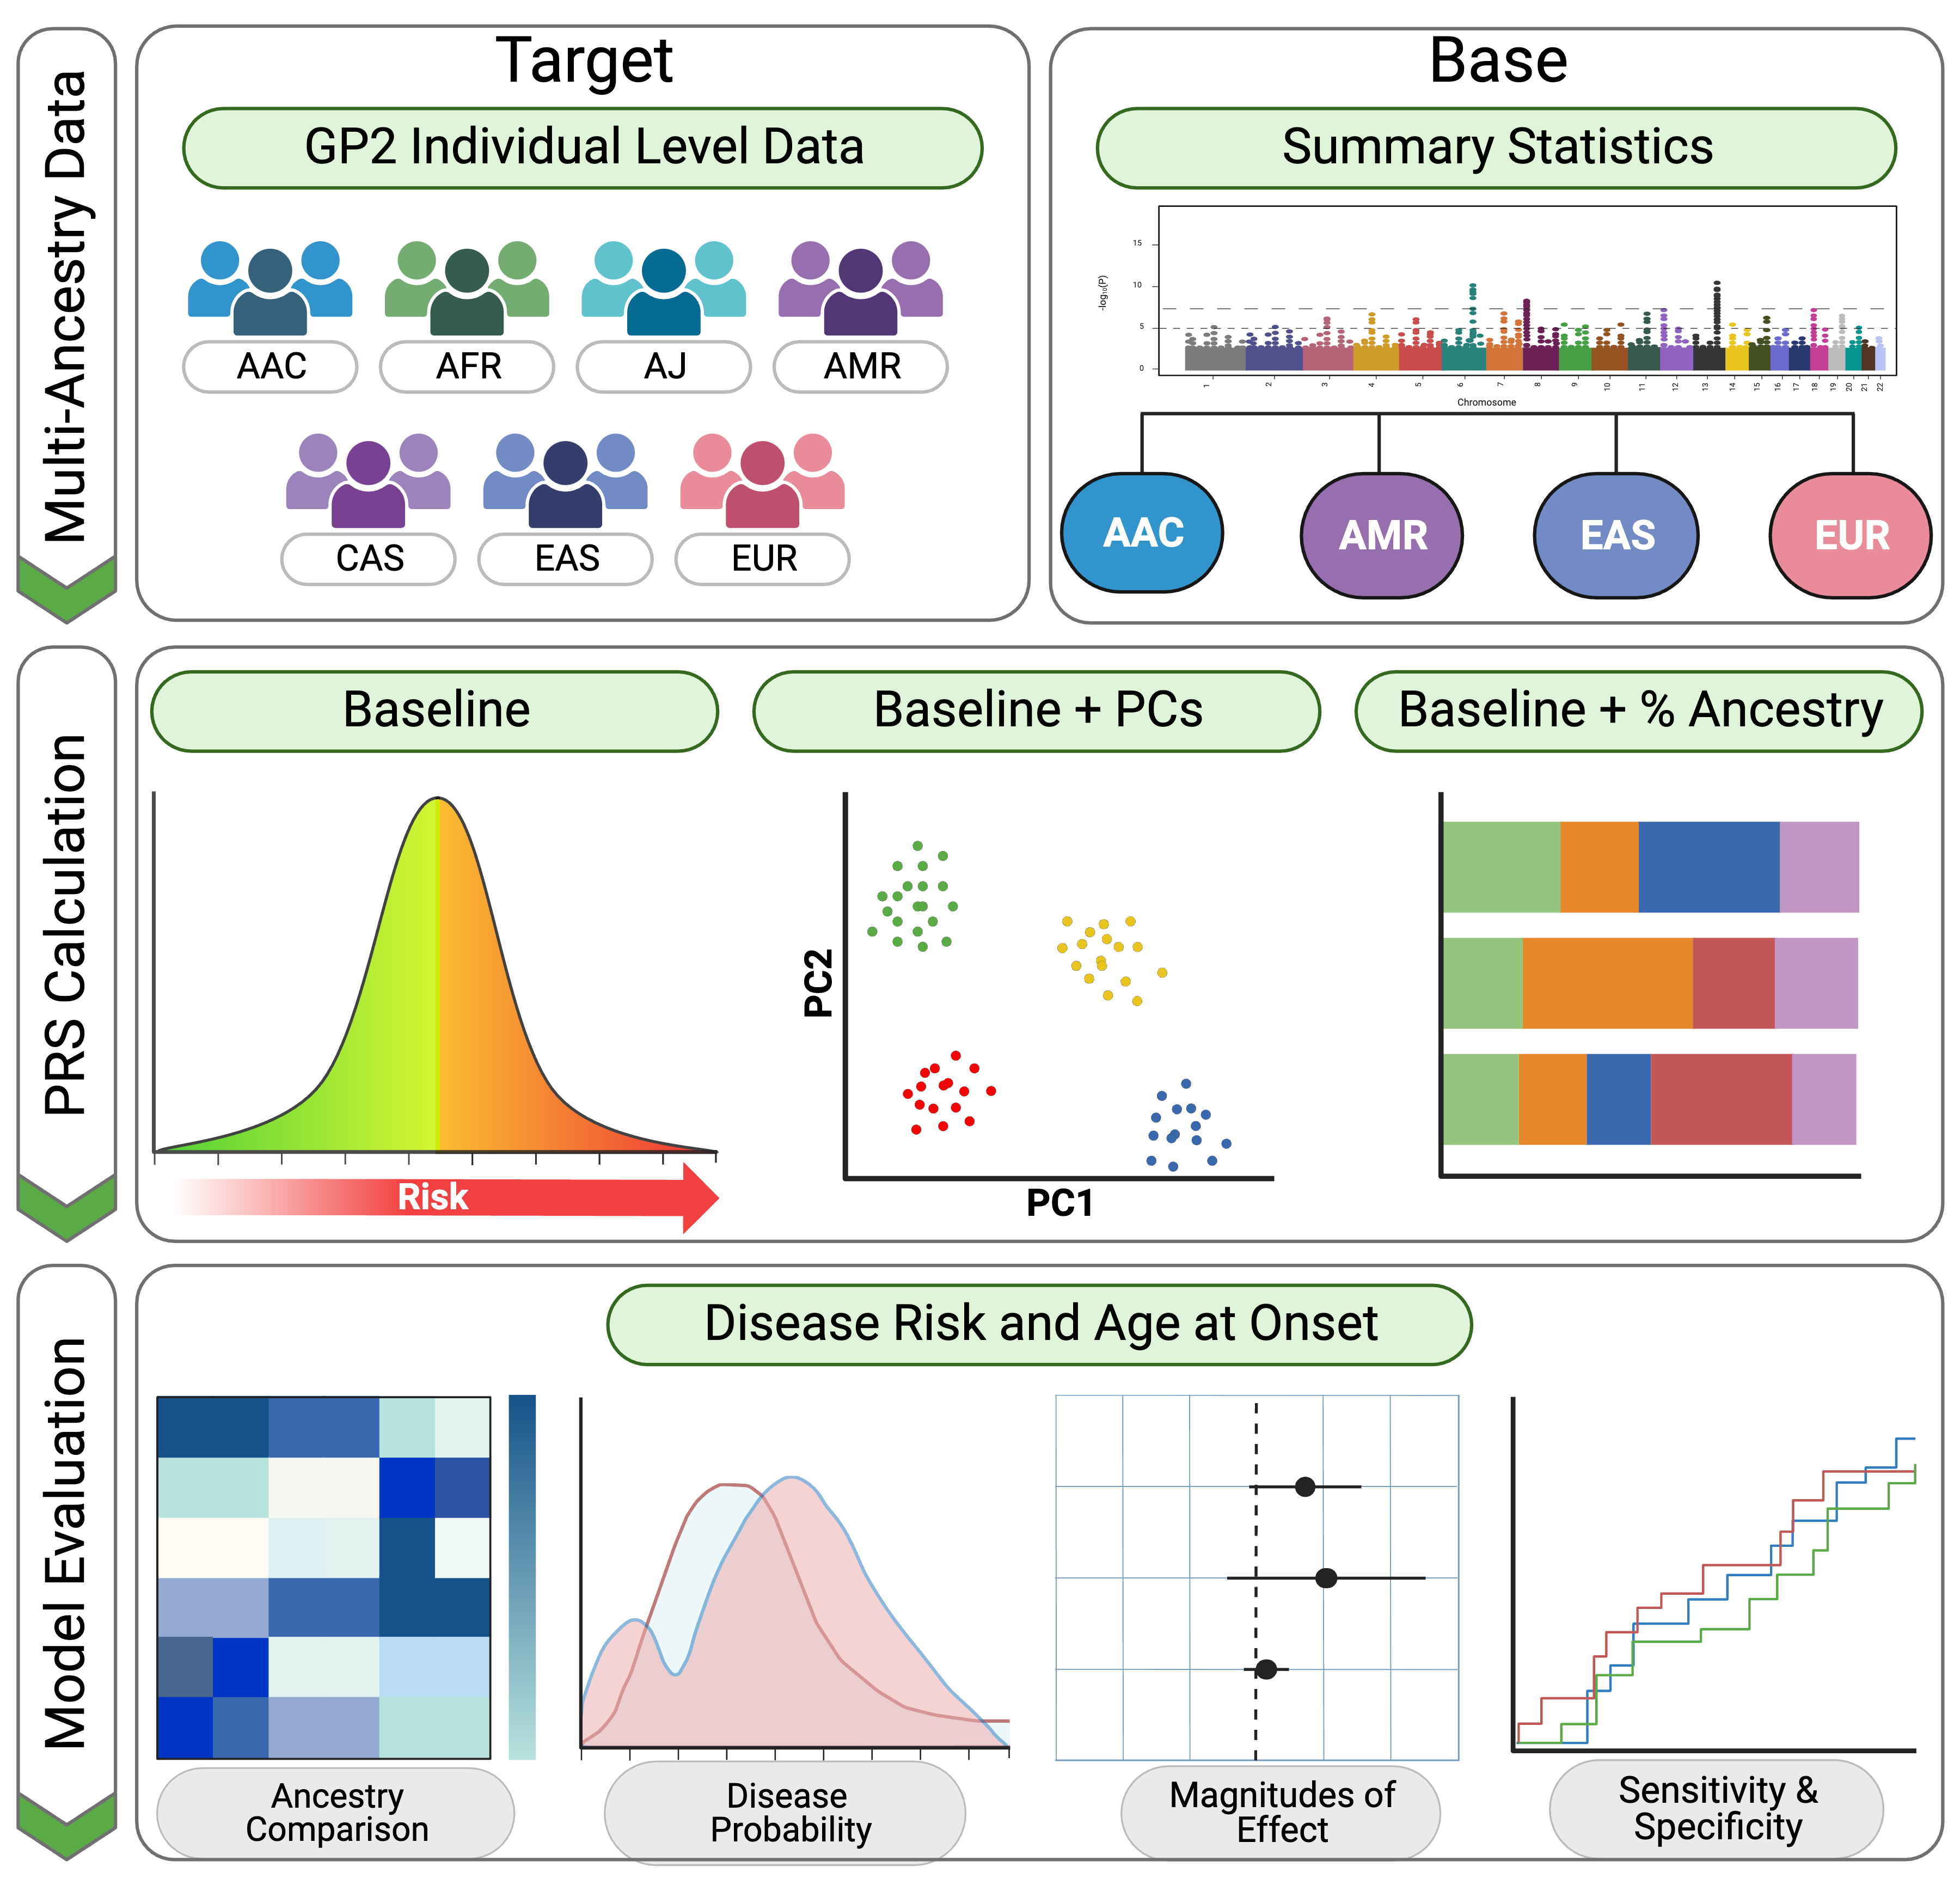 Multi-Ancestry Data
Target
GP2 Individual Level Data
AAC
AFR
AJ
AMR
CAS
EAS
EUR
Base
Summary Statistics
-log10(P)
15
10
5
0
1
2
3
4
5
6
7
8
9
10
11
12
13
14
15
16
17
18
19
20
21
22
Chromosome
AAC
AMR
EAS
EUR
PRS Calculation
Baseline
Risk
Baseline + PCs
PC2
PC1
Baseline + % Ancestry
Model Evaluation
Disease Risk and Age at Onset
Ancestry
Comparison
Disease
Probability
Magnitudes of
Effect
Sensitivity &
Specificity